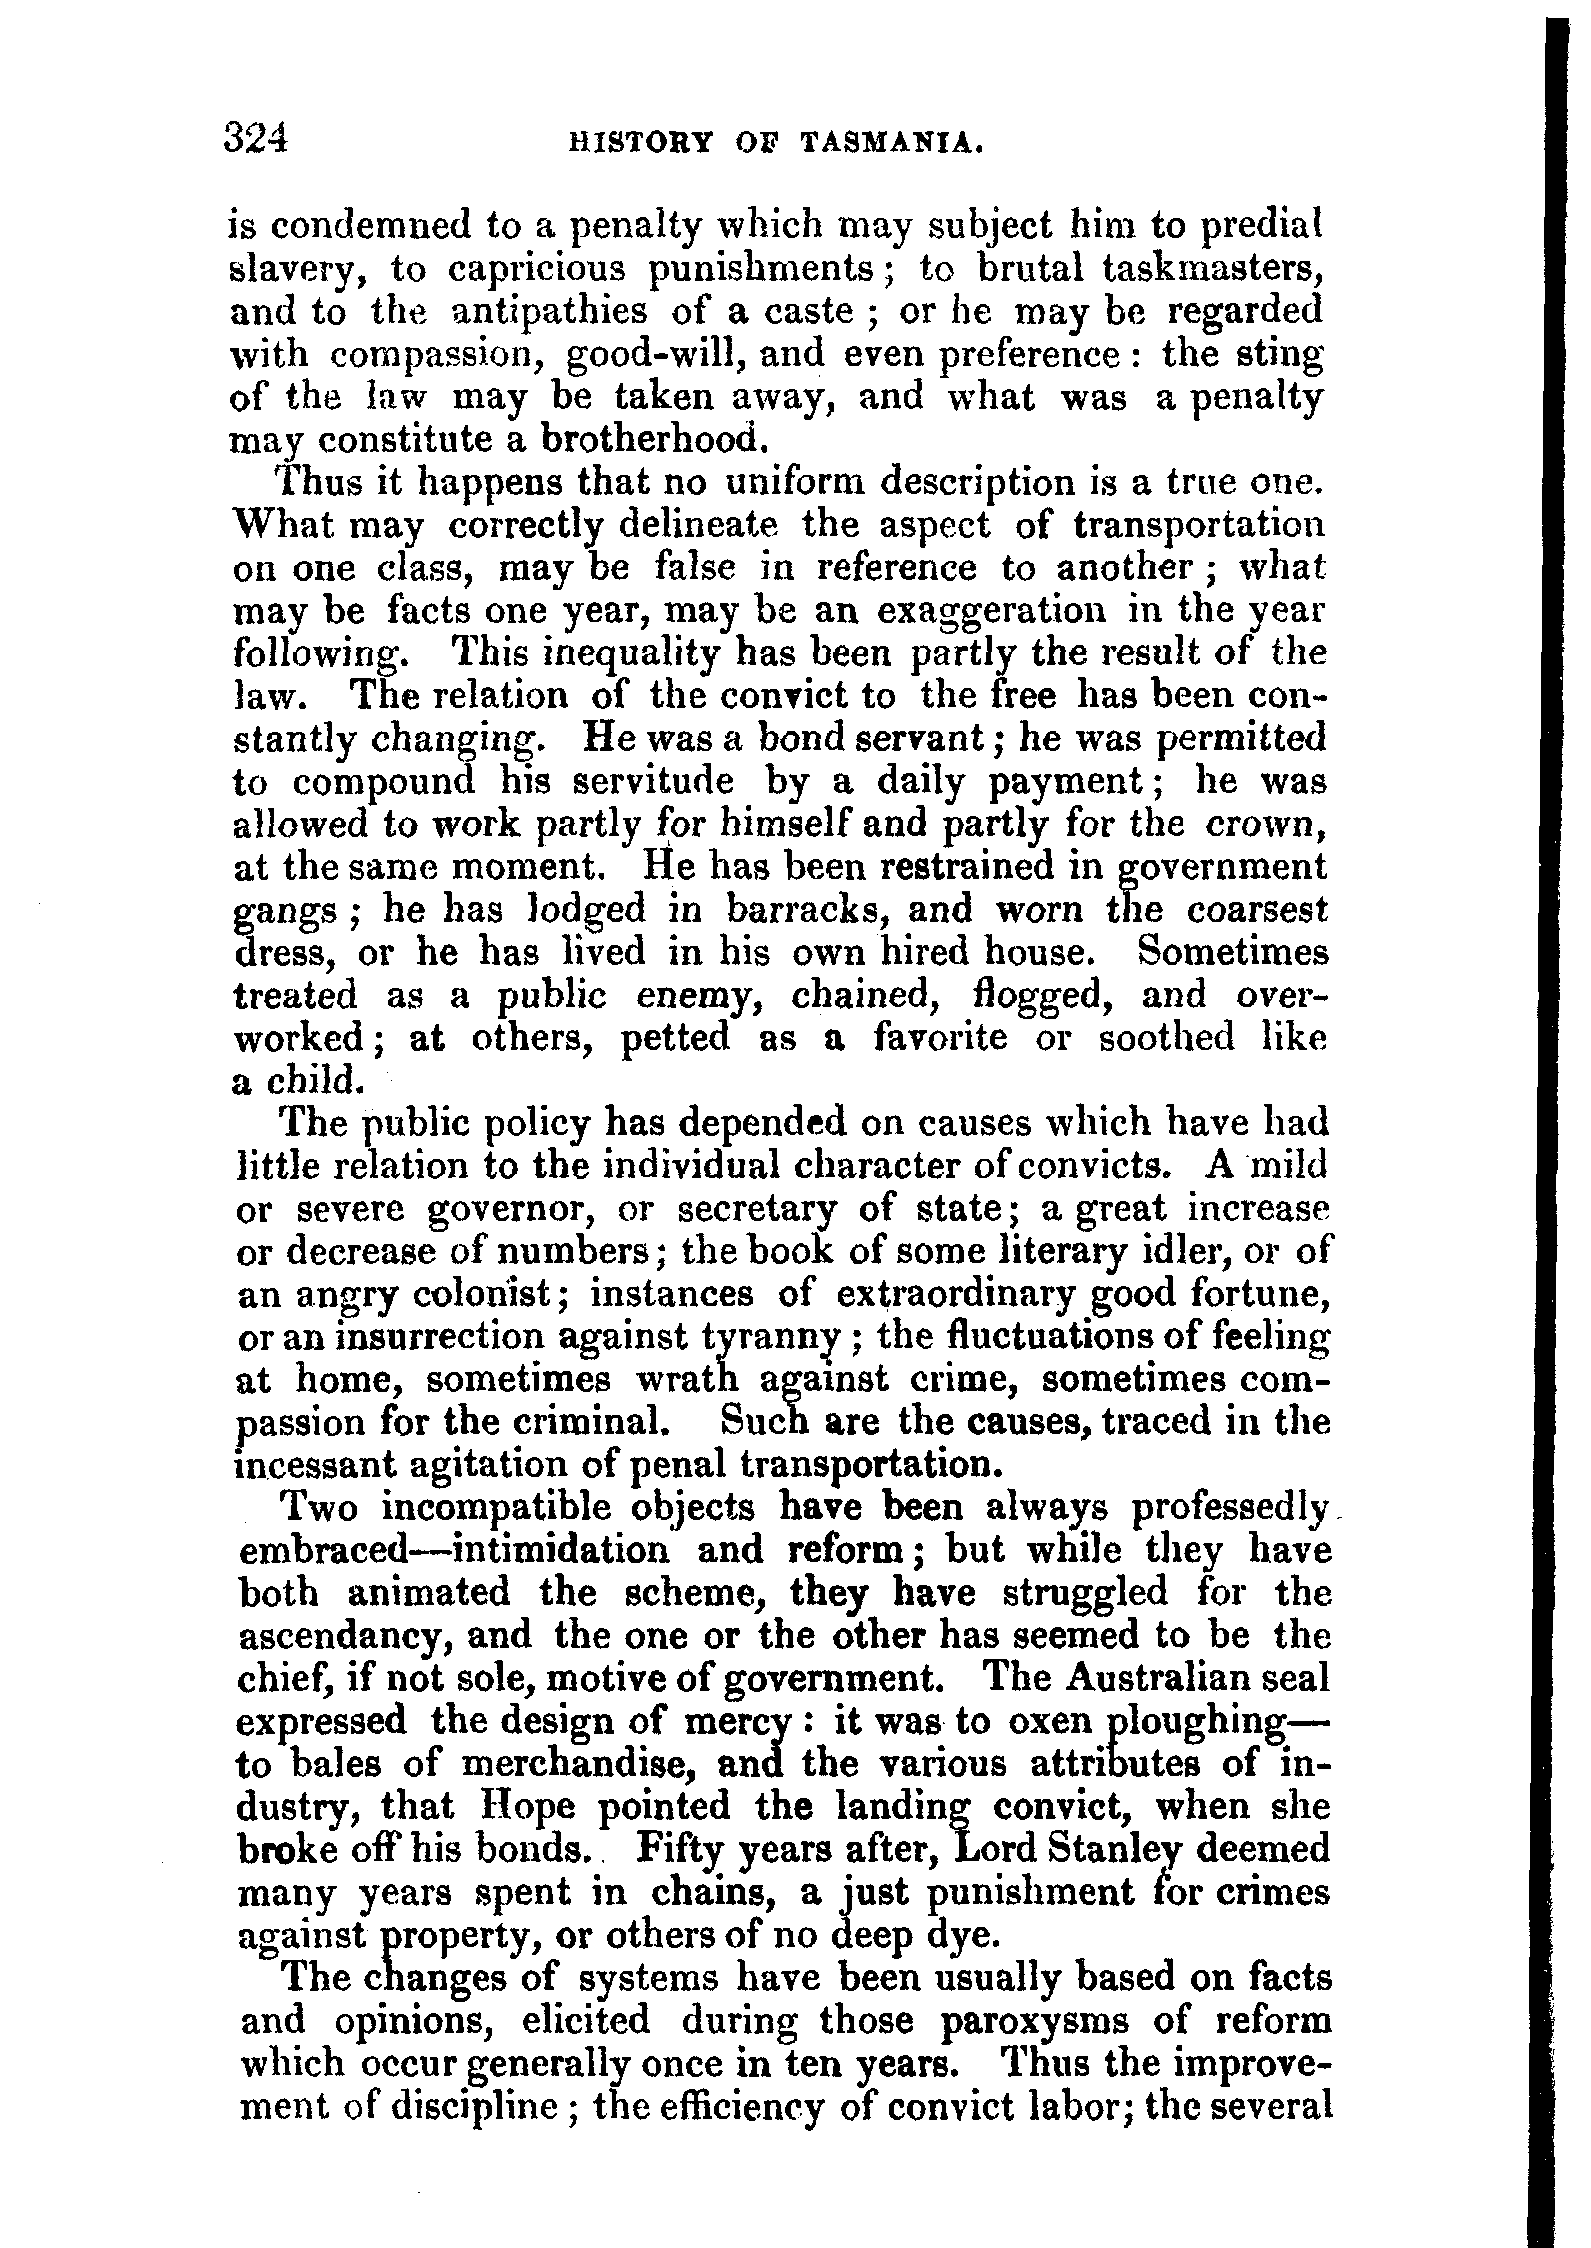 324 HISTORY OF TASMANIA.
is condemned to a penalty which may subject him to predial
slavery, to capricious punishments; to brutal taskmasters,
and to the antipathies of a caste; or he may be regarded
with compassion, good-will, and even preference: the sting
of the law may be taken away, and what was a penalty
may constitute a brotherhood.
Thus it happens that no uniform description is a true one.
What may correctly delineate the aspect of transportation
on one class, may be false in reference to another; what
may be facts one year, may be an exaggeration in the year
following. This inequality has been partly the result of the
law. The relation of the convict to the free has been con-
stantly changing. He was a bond servant; he was permitted
to compound his servitude by a daily payment; he was
allowed to work partly for himself and partly for the crown,
at the same moment. He has been restrained in government
gangs; he has lodged in barracks, and worn the coarsest
dress, or he has lived in his own hired house. Sometimes
treated as a public enemy, chained, flogged, and over-
worked; at others, petted as a favorite or soothed like
a child.
The public policy has depended on causes which have had
little relation to the individual character of convicts. A mild
or severe governor, or secretary of state; a great increase
or decrease of numbers; the book of some literary idler, or of
an angry colonist; instances of extraordinary good fortune,
or an insurrection against tyranny; the fluctuations of feeling
at home, sometimes wrath against crime, sometimes com-
passion for the criminal. Such are the causes, traced in the
incessant agitation of penal transportation.
Two incompatible objects have been always professedly
embraced—intimidation and reform; but while they have
both animated the scheme, they have struggled for the
ascendancy, and the one or the other has seemed to be the
chief, if not sole, motive of government. The Australian seal
expressed the design of mercy: it was to oxen ploughing—
to bales of merchandise, and the various attributes of in-
dustry, that Hope pointed the landing convict, when she
broke off his bonds. Fifty years after, Lord Stanley deemed
many years spent in chains, a just punishment for crimes
against property, or others of no deep dye.
The changes of systems have been usually based on facts
and opinions, elicited during those paroxysms of reform
which occur generally once in ten years. Thus the improve-
ment of discipline; the efficiency of convict labor; the several